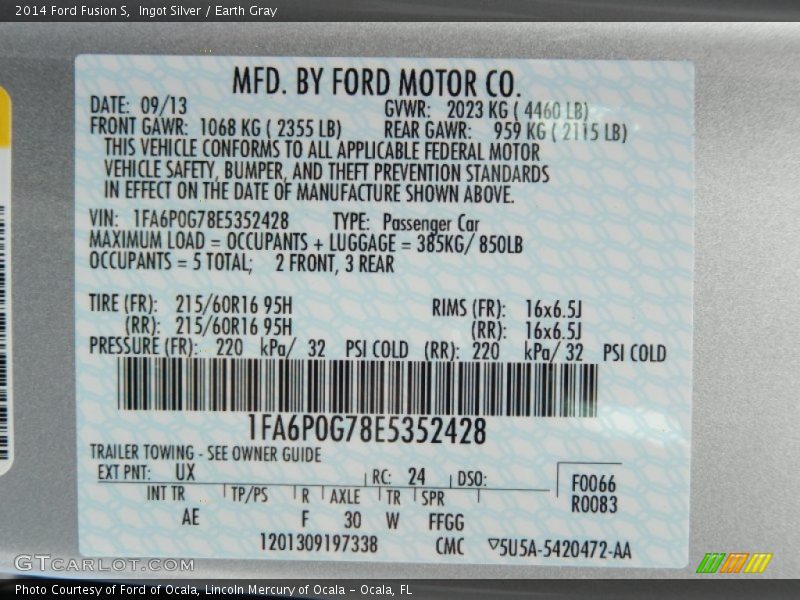 2014 Ford Fusion S, Ingot Silver / Earth Gray
MFD. BY FORD MOTOR CO.
DATE: 09/13 GVWR: 2023 KG ( 4460 LB)
FRONT GAWR: 1068 KG ( 2355 LB) REAR GAWR: 959 KG ( 2115 LB)
THIS VEHICLE CONFORMS TO ALL APPLICABLE FEDERAL MOTOR
VEHICLE SAFETY, BUMPER, AND THEFT PREVENTION STANDARDS
IN EFFECT ON THE DATE OF MANUFACTURE SHOWN ABOVE.
VIN: 1FA6P0G78E5352428 TYPE: Passenger Car
MAXIMUM LOAD = OCCUPANTS + LUGGAGE = 385KG/ 850LB
OCCUPANTS = 5 TOTAL; 2 FRONT, 3 REAR
TIRE (FR): 215/60R16 95H RIMS (FR): 16x6.5J
(RR): 215/60R16 95H (RR): 16x6.5J
PRESSURE (FR): 220 kPa/ 32 PSI COLD (RR): 220 kPa/ 32 PSI COLD
1FA6P0G78E5352428
TRAILER TOWING - SEE OWNER GUIDE
EXT PNT: UX RC: 24 DSO: F0066
R0083
INT TR TP/PS R AXLE TR SPR
AE F 30 W FFGG
1201309197338 CMC ▽5U5A-5420472-AA
GTCarLot.com
Photo Courtesy of Ford of Ocala, Lincoln Mercury of Ocala - Ocala, FL